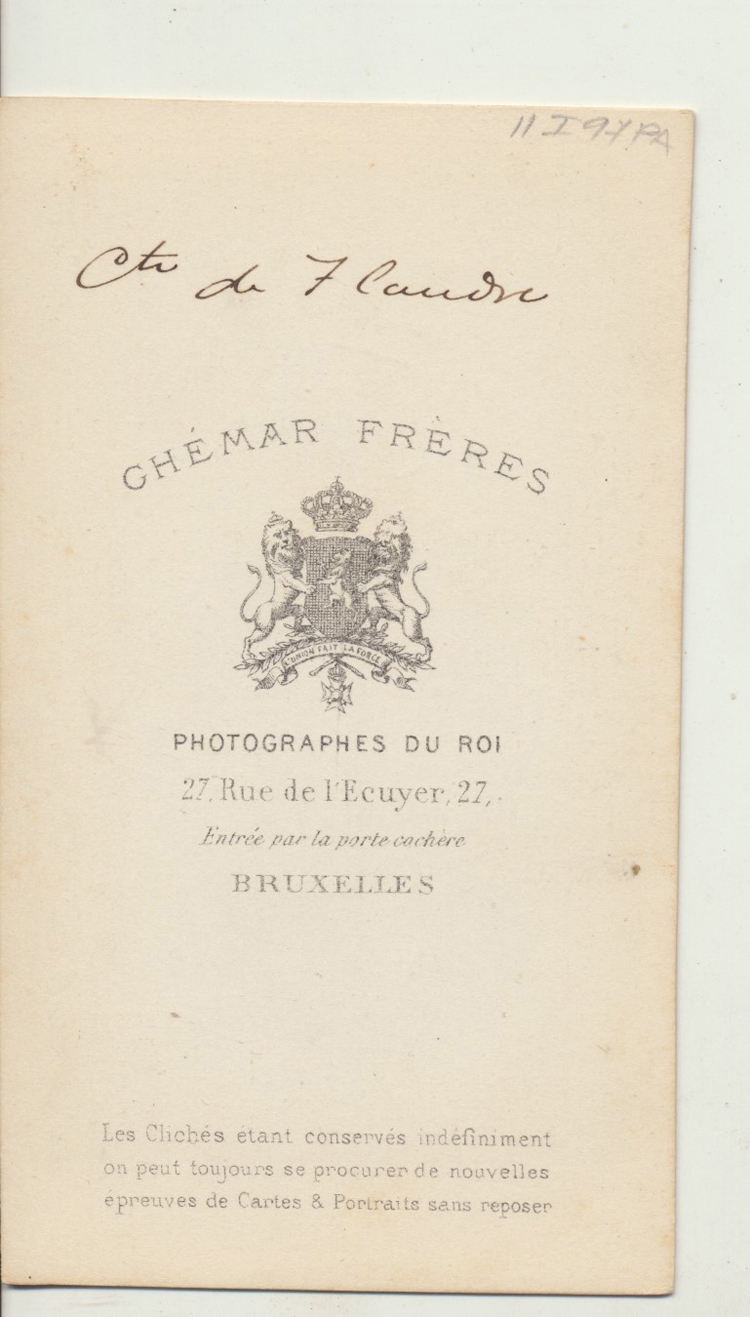 11 I 97 PA
Cte de Flandre
GHÉMAR FRÈRES
L'UNION FAIT LA FORCE
PHOTOGRAPHES DU ROI
27, Rue de l'Ecuyer, 27,
Entrée par la porte cochère
BRUXELLES
Les Clichés étant conservés indéfiniment
on peut toujours se procurer de nouvelles
épreuves de Cartes & Portraits sans reposer